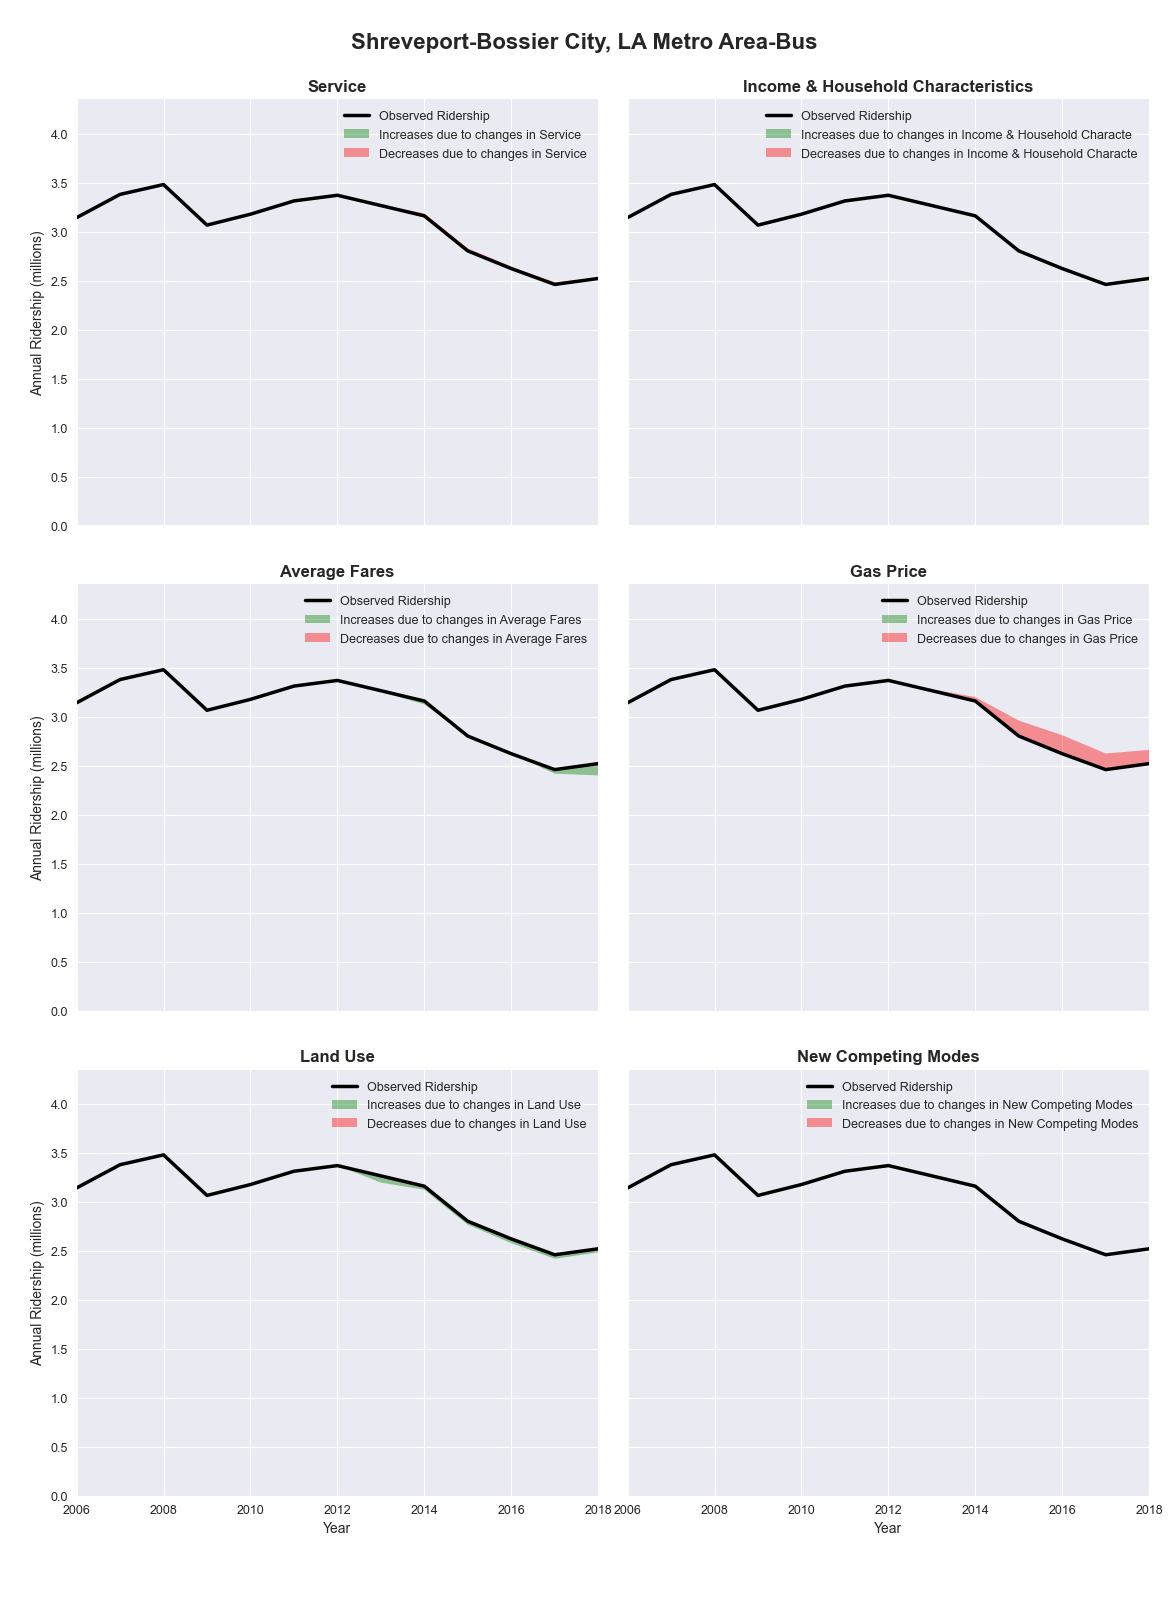 Shreveport-Bossier City, LA Metro Area-Bus
Service
Observed Ridership
Increases due to changes in Service
Decreases due to changes in Service
4.0
3.5
3.0
2.5
2.0
1.5
1.0
0.5
0.0
Annual Ridership (millions)
Income & Household Characteristics
Observed Ridership
Increases due to changes in Income & Household Characte
Decreases due to changes in Income & Household Characte
Average Fares
Observed Ridership
Increases due to changes in Average Fares
Decreases due to changes in Average Fares
4.0
3.5
3.0
2.5
2.0
1.5
1.0
0.5
0.0
Annual Ridership (millions)
Gas Price
Observed Ridership
Increases due to changes in Gas Price
Decreases due to changes in Gas Price
Land Use
Observed Ridership
Increases due to changes in Land Use
Decreases due to changes in Land Use
4.0
3.5
3.0
2.5
2.0
1.5
1.0
0.5
0.0
Annual Ridership (millions)
2006 2008 2010 2012 2014 2016 2018
Year
New Competing Modes
Observed Ridership
Increases due to changes in New Competing Modes
Decreases due to changes in New Competing Modes
2006 2008 2010 2012 2014 2016 2018
Year